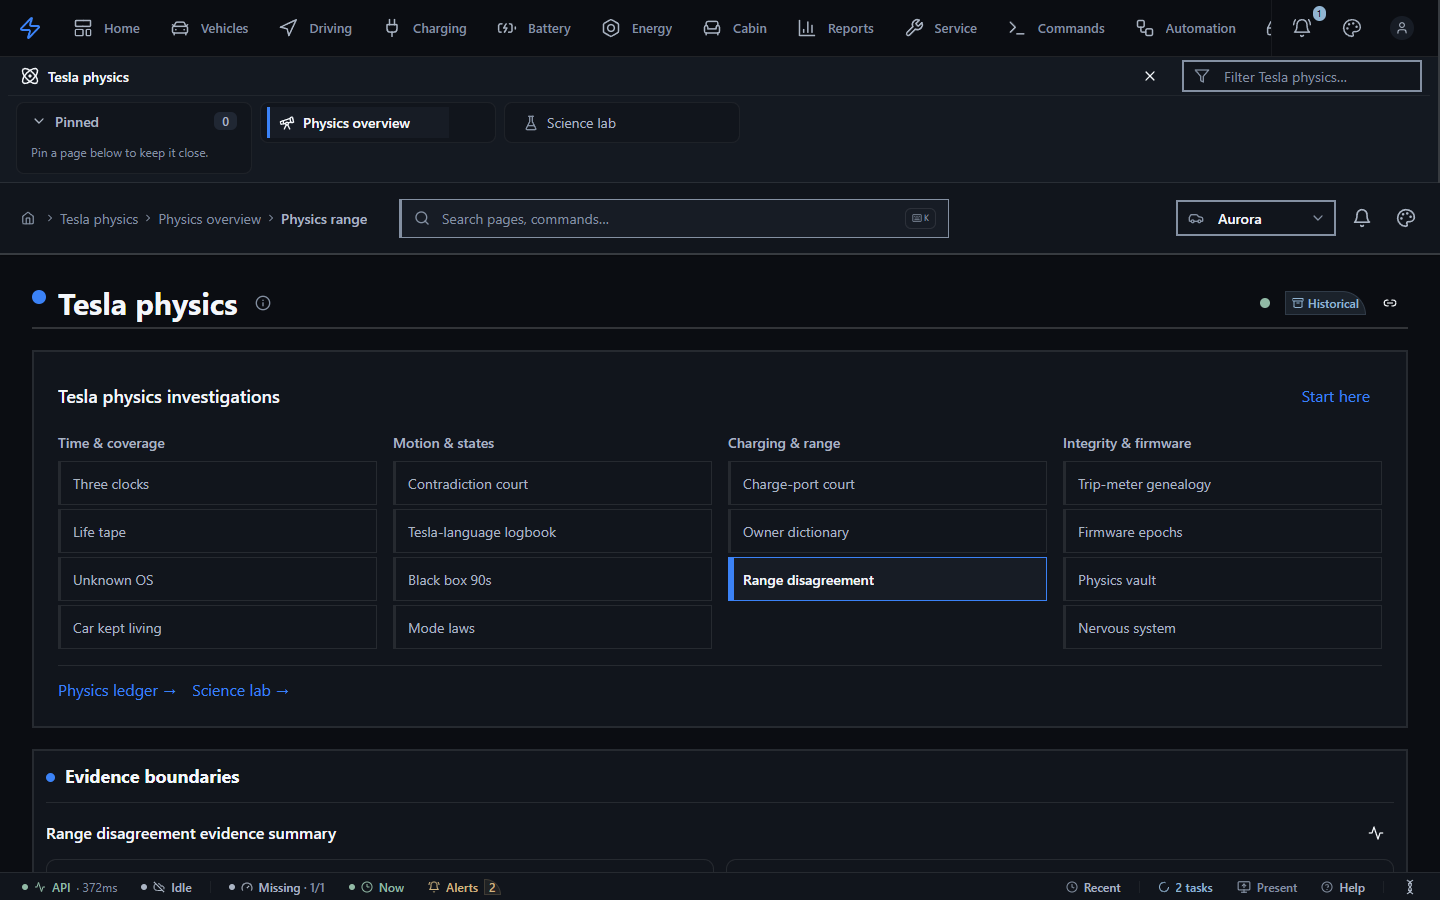 Home
Vehicles
Driving
Charging
Battery
Energy
Cabin
Reports
Service
Commands
Automation
1
Tesla physics
Filter Tesla physics...
Pinned
0
Pin a page below to keep it close.
Physics overview
Science lab
Tesla physics
Physics overview
Physics range
Search pages, commands...
K
Aurora
Tesla physics
Historical
Tesla physics investigations
Start here
Time & coverage
Motion & states
Charging & range
Integrity & firmware
Three clocks
Contradiction court
Charge-port court
Trip-meter genealogy
Life tape
Tesla-language logbook
Owner dictionary
Firmware epochs
Unknown OS
Black box 90s
Range disagreement
Physics vault
Car kept living
Mode laws
Nervous system
Physics ledger →
Science lab →
Evidence boundaries
Range disagreement evidence summary
API · 372ms
Idle
Missing · 1/1
Now
Alerts 2
Recent
2 tasks
Present
Help